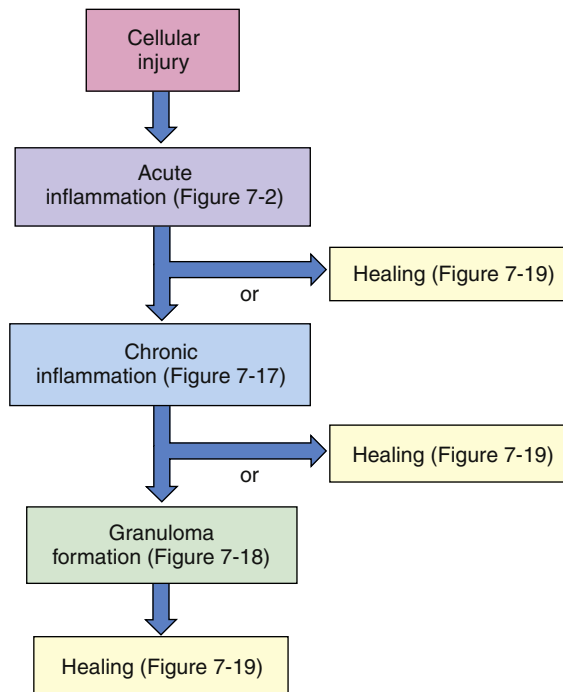 Cellular
injury
Acute
inflammation (Figure 7-2)
Healing (Figure 7-19)
or
Chronic
inflammation (Figure 7-17)
Healing (Figure 7-19)
or
Granuloma
formation (Figure 7-18)
Healing (Figure 7-19)